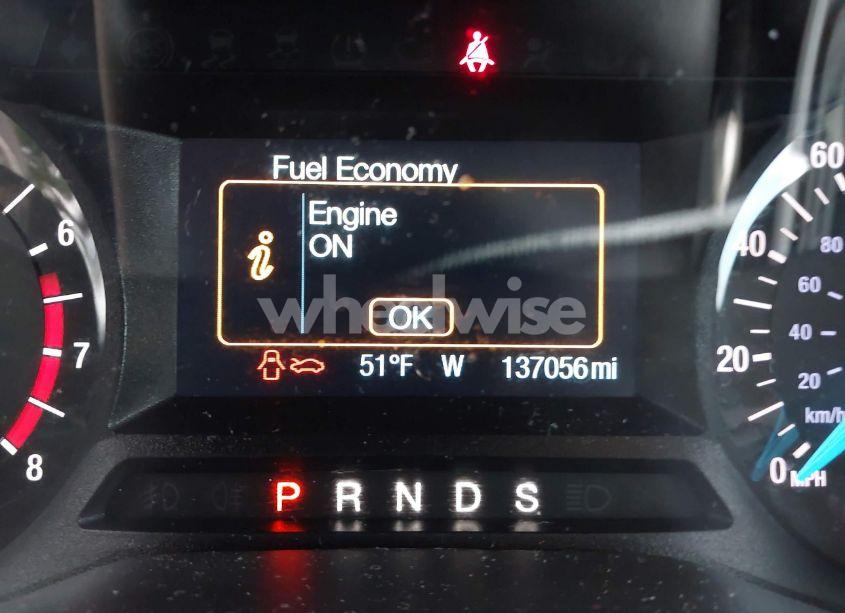 Fuel Economy
Engine
ON
wheelwise
OK
51°F W 137056mi
6
7
8
60
40
20
0 MPH
80
60
40
20
km/h
P R N D S